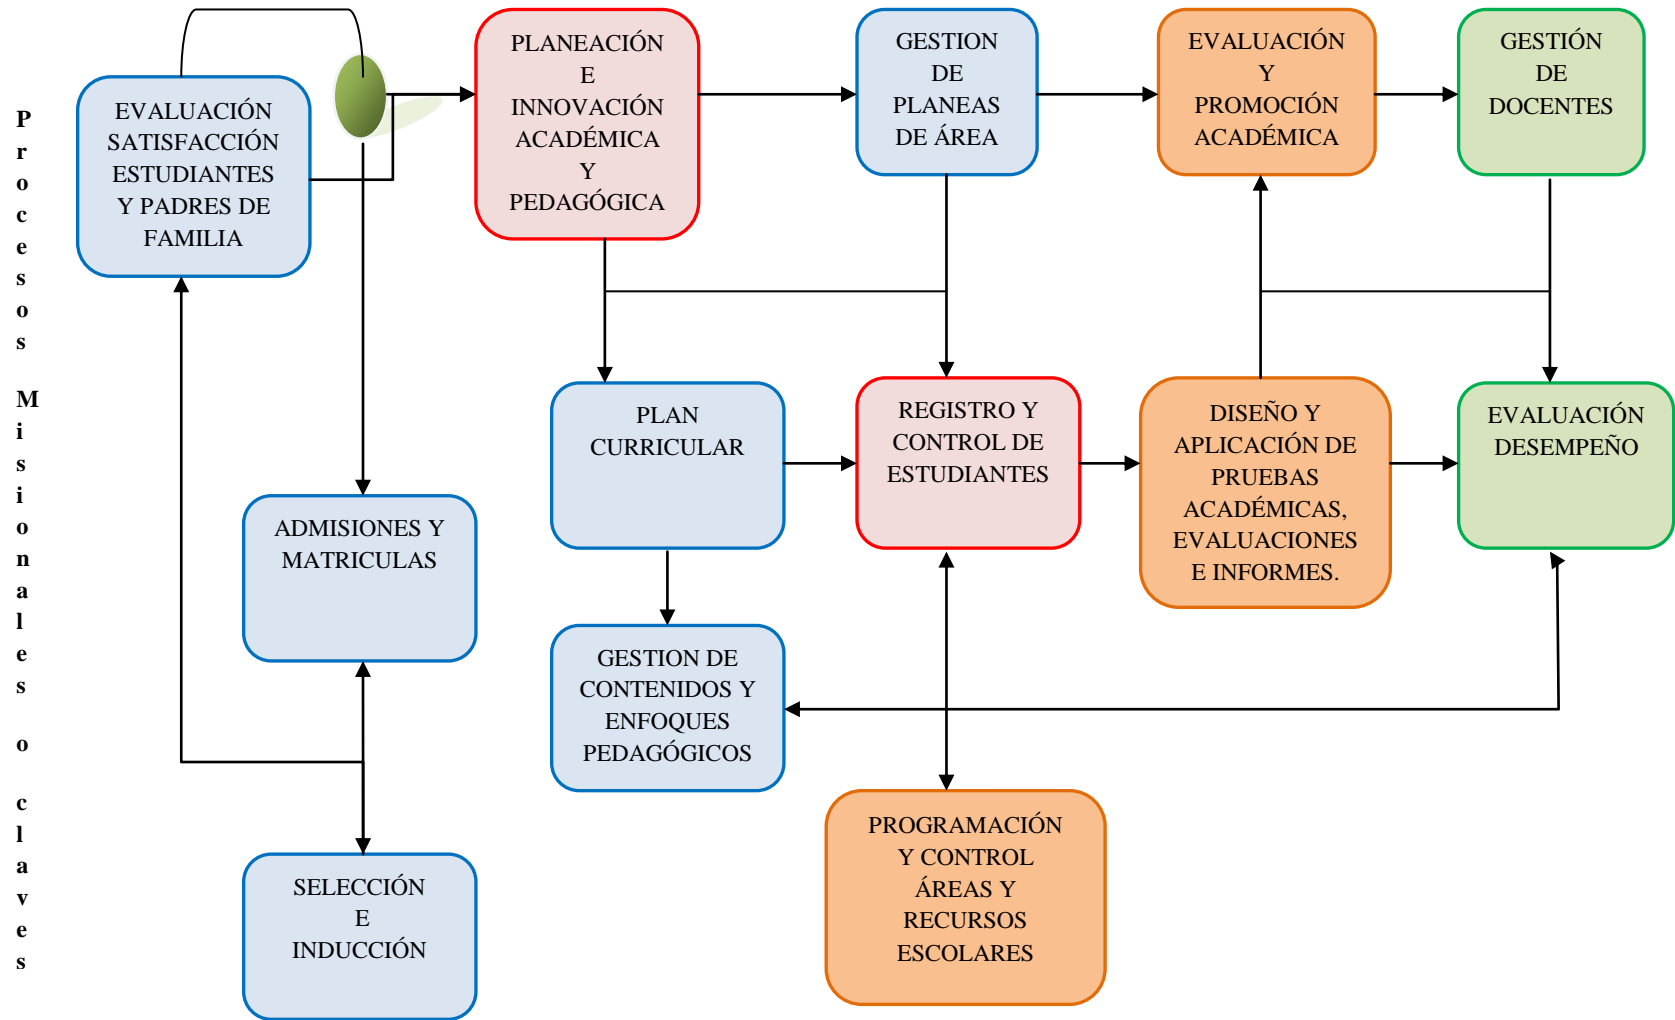 Procesos Misionales o claves
EVALUACIÓN
SATISFACCIÓN
ESTUDIANTES
Y PADRES DE
FAMILIA
PLANEACIÓN
E
INNOVACIÓN
ACADÉMICA
Y
PEDAGÓGICA
GESTION
DE
PLANEAS
DE ÁREA
EVALUACIÓN
Y
PROMOCIÓN
ACADÉMICA
GESTIÓN
DE
DOCENTES
PLAN
CURRICULAR
REGISTRO Y
CONTROL DE
ESTUDIANTES
DISEÑO Y
APLICACIÓN DE
PRUEBAS
ACADÉMICAS,
EVALUACIONES
E INFORMES.
EVALUACIÓN
DESEMPEÑO
ADMISIONES Y
MATRICULAS
GESTION DE
CONTENIDOS Y
ENFOQUES
PEDAGÓGICOS
PROGRAMACIÓN
Y CONTROL
ÁREAS Y
RECURSOS
ESCOLARES
SELECCIÓN
E
INDUCCIÓN